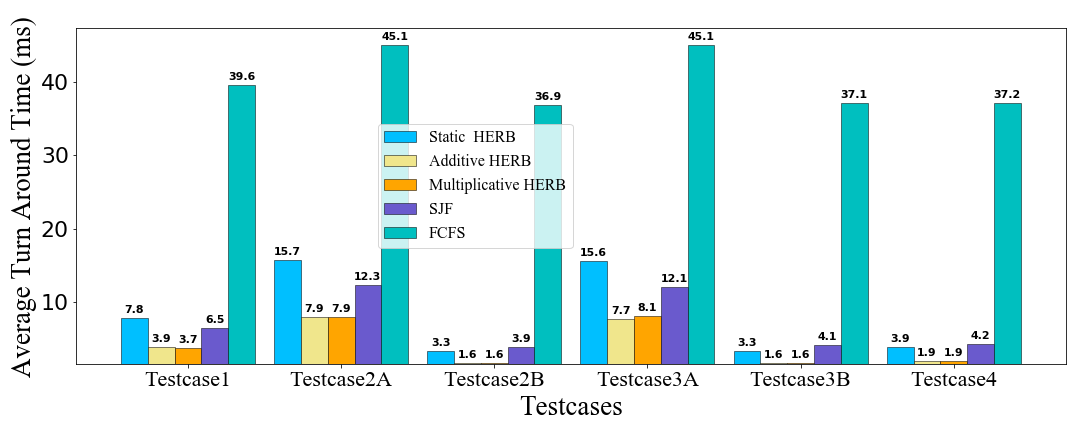 Average Turn Around Time (ms)
40
30
20
10
7.8 3.9 3.7 6.5 39.6
15.7 7.9 7.9 12.3 45.1
3.3 1.6 1.6 3.9 36.9
15.6 7.7 8.1 12.1 45.1
3.3 1.6 1.6 4.1 37.1
3.9 1.9 1.9 4.2 37.2
Static HERB
Additive HERB
Multiplicative HERB
SJF
FCFS
Testcase1 Testcase2A Testcase2B Testcase3A Testcase3B Testcase4
Testcases